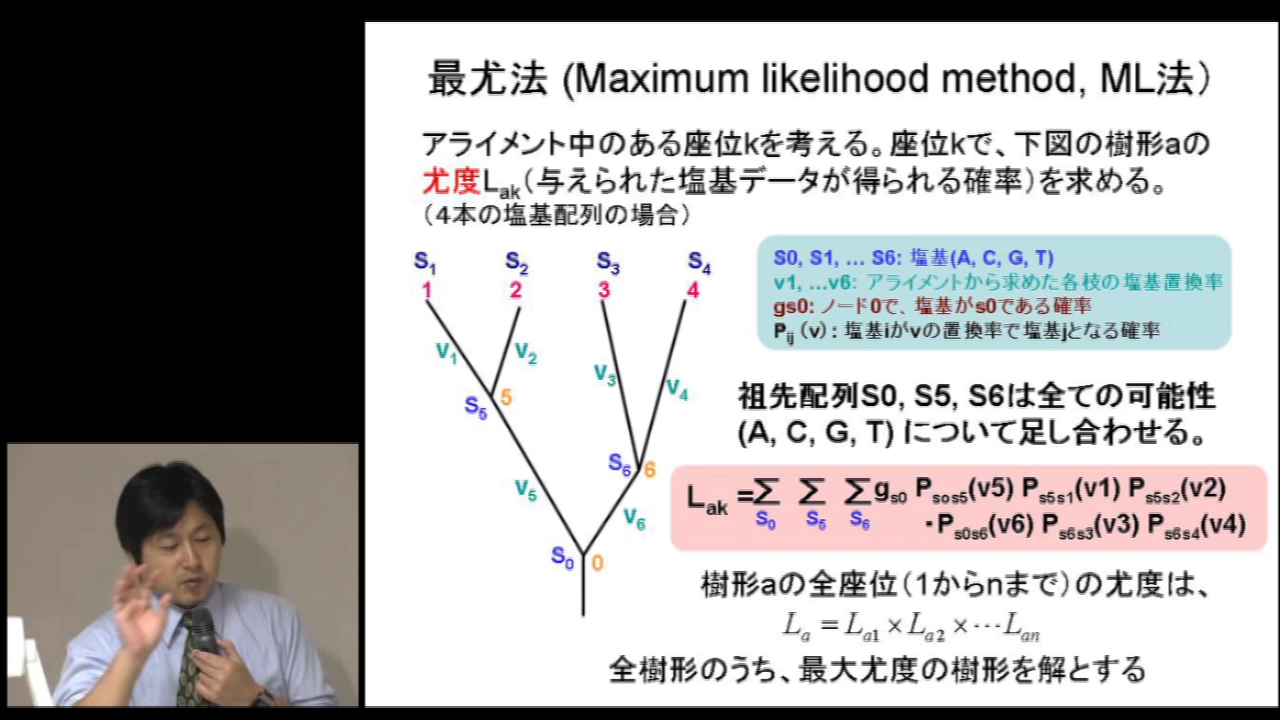 最尤法 (Maximum likelihood method, ML法)
アライメント中のある座位kを考える。座位kで、下図の樹形aの
尤度Lak(与えられた塩基データが得られる確率)を求める。
(4本の塩基配列の場合)
S1 S2 S3 S4
1 2 3 4
S0, S1, … S6: 塩基(A, C, G, T)
v1, …v6: アライメントから求めた各枝の塩基置換率
gs0: ノード0で、塩基がs0である確率
Pij (v) : 塩基iがvの置換率で塩基jとなる確率
V1 V2 V3 V4
S5 5
祖先配列S0, S5, S6は全ての可能性
(A, C, G, T) について足し合わせる。
S6 6
V5 V6
Lak =Σ Σ Σgs0 Psos5(v5) Ps5s1(v1) Ps5s2(v2)
S0 S5 S6
・Ps0s6(v6) Ps6s3(v3) Ps6s4(v4)
S0 0
樹形aの全座位(1からnまで)の尤度は、
La = La1 × La2 × ⋯ Lan
全樹形のうち、最大尤度の樹形を解とする